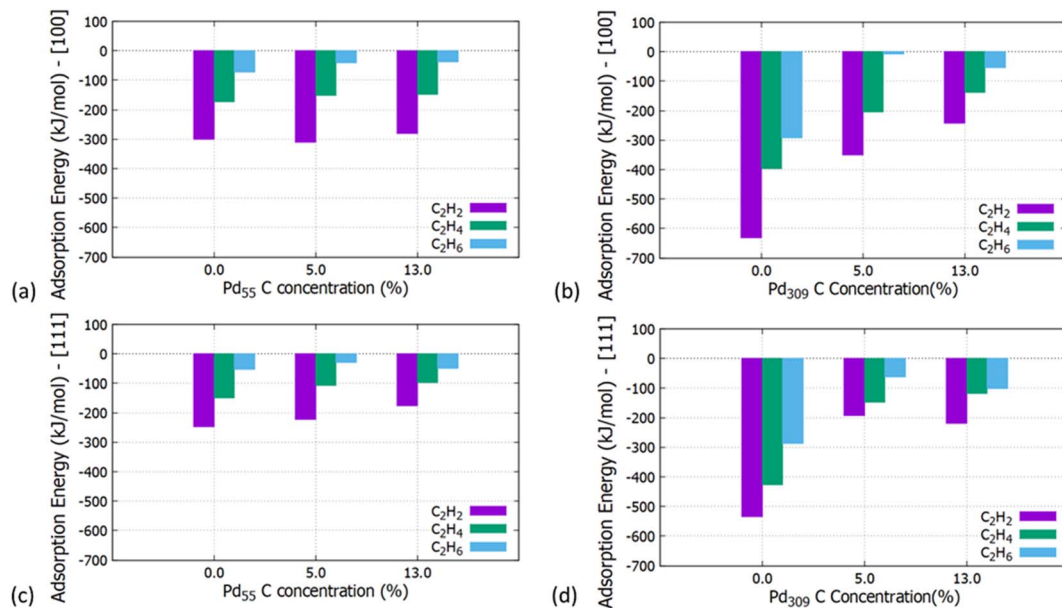 (a)
Adsorption Energy (kJ/mol) - [100]
100
0
-100
-200
-300
-400
-500
-600
-700
C₂H₂
C₂H₄
C₂H₆
0.0 5.0 13.0
Pd₅₅ C concentration (%)
(b)
Adsorption Energy (kJ/mol) - [100]
100
0
-100
-200
-300
-400
-500
-600
-700
C₂H₂
C₂H₄
C₂H₆
0.0 5.0 13.0
Pd₃₀₉ C Concentration(%)
(c)
Adsorption Energy (kJ/mol) - [111]
100
0
-100
-200
-300
-400
-500
-600
-700
C₂H₂
C₂H₄
C₂H₆
0.0 5.0 13.0
Pd₅₅ C concentration (%)
(d)
Adsorption Energy (kJ/mol) - [111]
100
0
-100
-200
-300
-400
-500
-600
-700
C₂H₂
C₂H₄
C₂H₆
0.0 5.0 13.0
Pd₃₀₉ C Concentration(%)